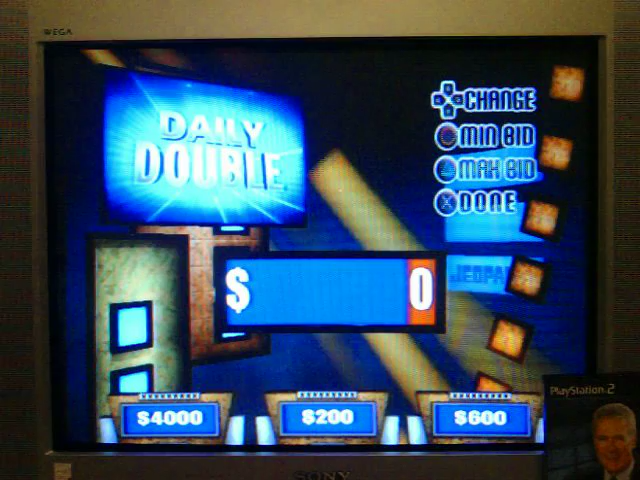 WEGA
DAILY
DOUBLE
CHANGE
MIN BID
MAX BID
DONE
$ 0
$4000
$200
$600
SONY
PlayStation 2